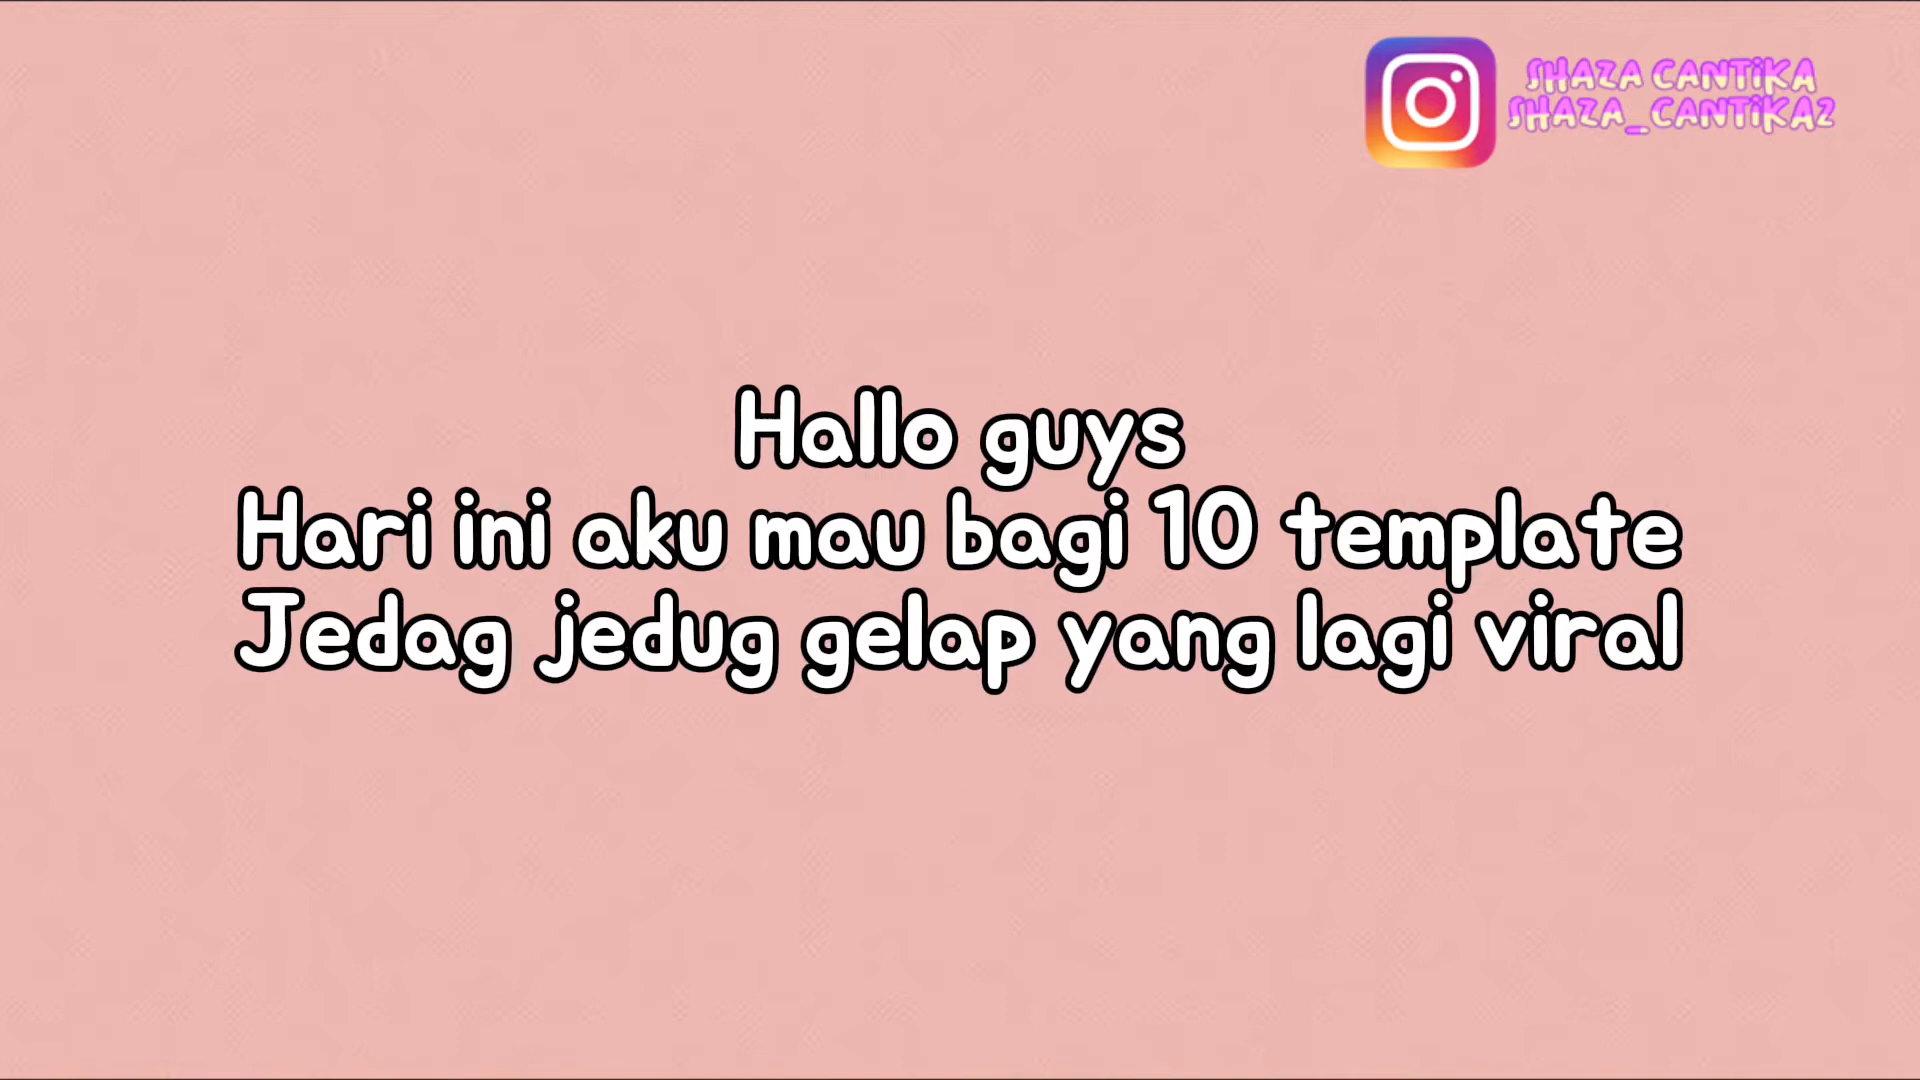 SHAZA CANTiKA
SHAZA_CANTiKA2
Hallo guys
Hari ini aku mau bagi 10 template
Jedag jedug gelap yang lagi viral